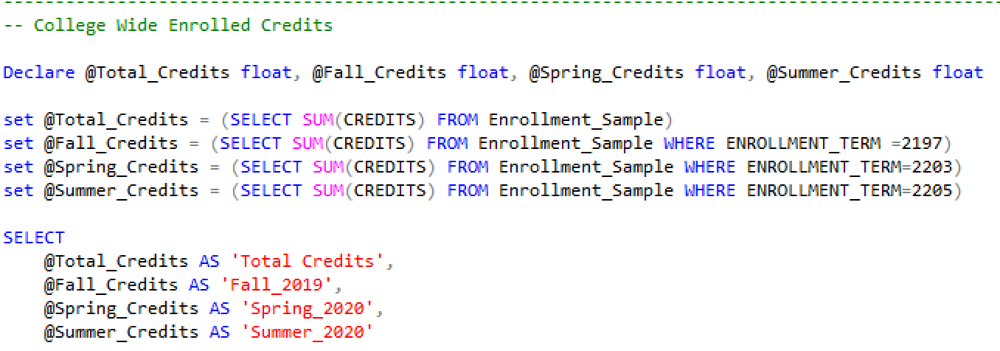 -- College Wide Enrolled Credits
Declare @Total_Credits float, @Fall_Credits float, @Spring_Credits float, @Summer_Credits float
set @Total_Credits = (SELECT SUM(CREDITS) FROM Enrollment_Sample)
set @Fall_Credits = (SELECT SUM(CREDITS) FROM Enrollment_Sample WHERE ENROLLMENT_TERM =2197)
set @Spring_Credits = (SELECT SUM(CREDITS) FROM Enrollment_Sample WHERE ENROLLMENT_TERM=2203)
set @Summer_Credits = (SELECT SUM(CREDITS) FROM Enrollment_Sample WHERE ENROLLMENT_TERM=2205)
SELECT
    @Total_Credits AS 'Total Credits',
    @Fall_Credits AS 'Fall_2019',
    @Spring_Credits AS 'Spring_2020',
    @Summer_Credits AS 'Summer_2020'